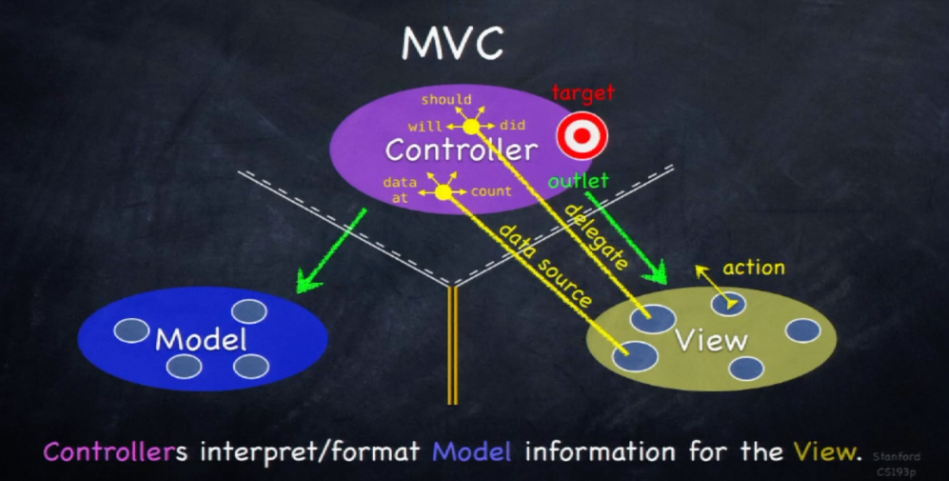 MVC
target
should
will
did
Controller
outlet
data
at
count
delegate
data source
action
Model
View
Controllers interpret/format Model information for the View.
Stanford
CS193p